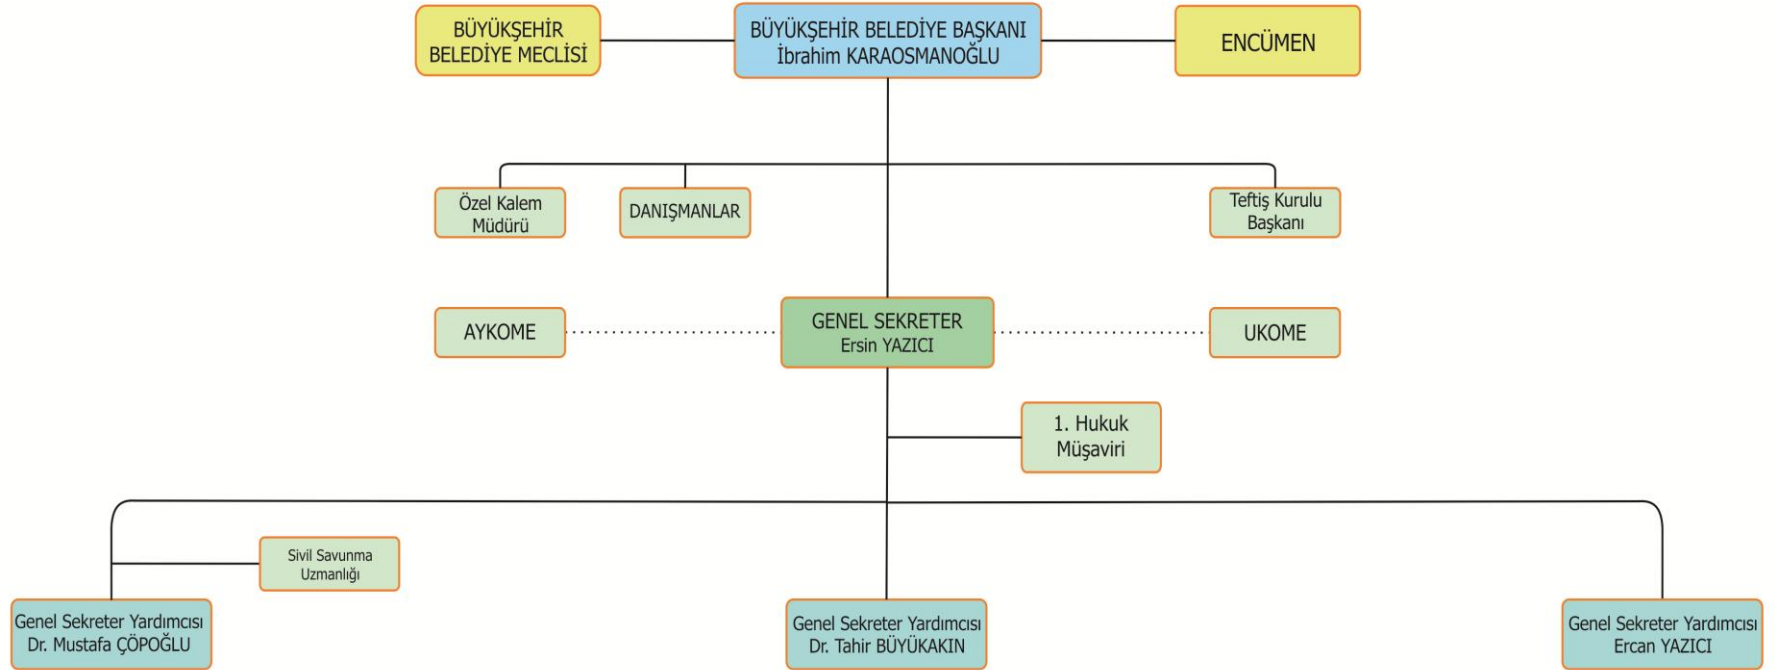 BÜYÜKŞEHİR
BELEDİYE MECLİSİ
BÜYÜKŞEHİR BELEDİYE BAŞKANI
İbrahim KARAOSMANOĞLU
ENCÜMEN
Özel Kalem
Müdürü
DANIŞMANLAR
Teftiş Kurulu
Başkanı
AYKOME
GENEL SEKRETER
Ersin YAZICI
UKOME
1. Hukuk
Müşaviri
Sivil Savunma
Uzmanlığı
Genel Sekreter Yardımcısı
Dr. Mustafa ÇÖPOĞLU
Genel Sekreter Yardımcısı
Dr. Tahir BÜYÜKAKIN
Genel Sekreter Yardımcısı
Ercan YAZICI